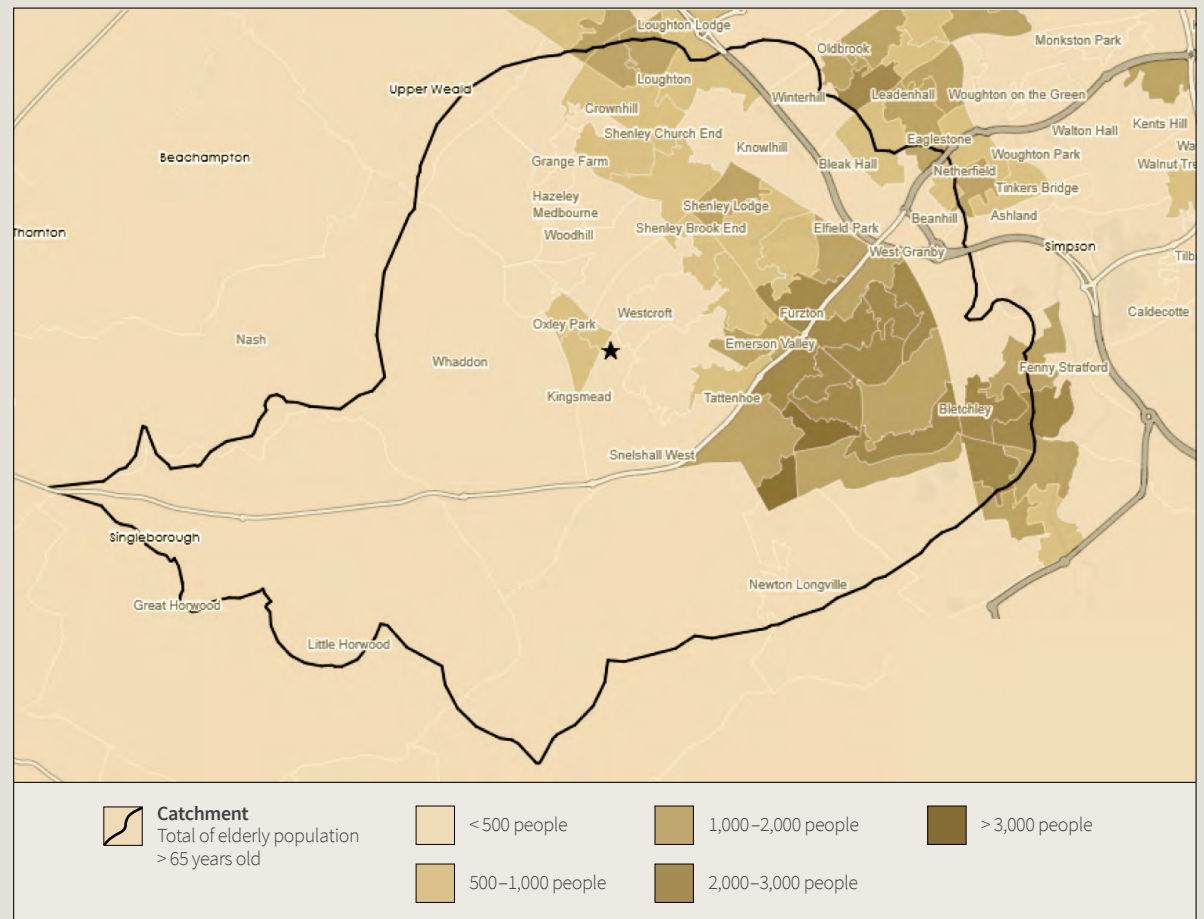 Loughton Lodge
Oldbrook
Monkston Park
Loughton
Upper Weald
Winterhill
Leadenhall
Woughton on the Green
Crownhill
Kents Hill
Shenley Church End
Walton Hall
Eaglestone
Knowlhill
Beachampton
Grange Farm
Bleak Hall
Woughton Park
Walnut Tre
Netherfield
Tinkers Bridge
Hazeley
Shenley Lodge
Medbourne
Beanhill
Ashland
Thornton
Woodhill
Shenley Brook End
Elfield Park
West Granby
Simpson
Tilb
Oxley Park
Westcroft
Furzton
Caldecotte
Nash
Emerson Valley
Whaddon
Fenny Stratford
Kingsmead
Tattenhoe
Bletchley
Snelshall West
Singleborough
Newton Longville
Great Horwood
Little Horwood
Catchment
Total of elderly population
> 65 years old
< 500 people
500–1,000 people
1,000–2,000 people
2,000–3,000 people
> 3,000 people